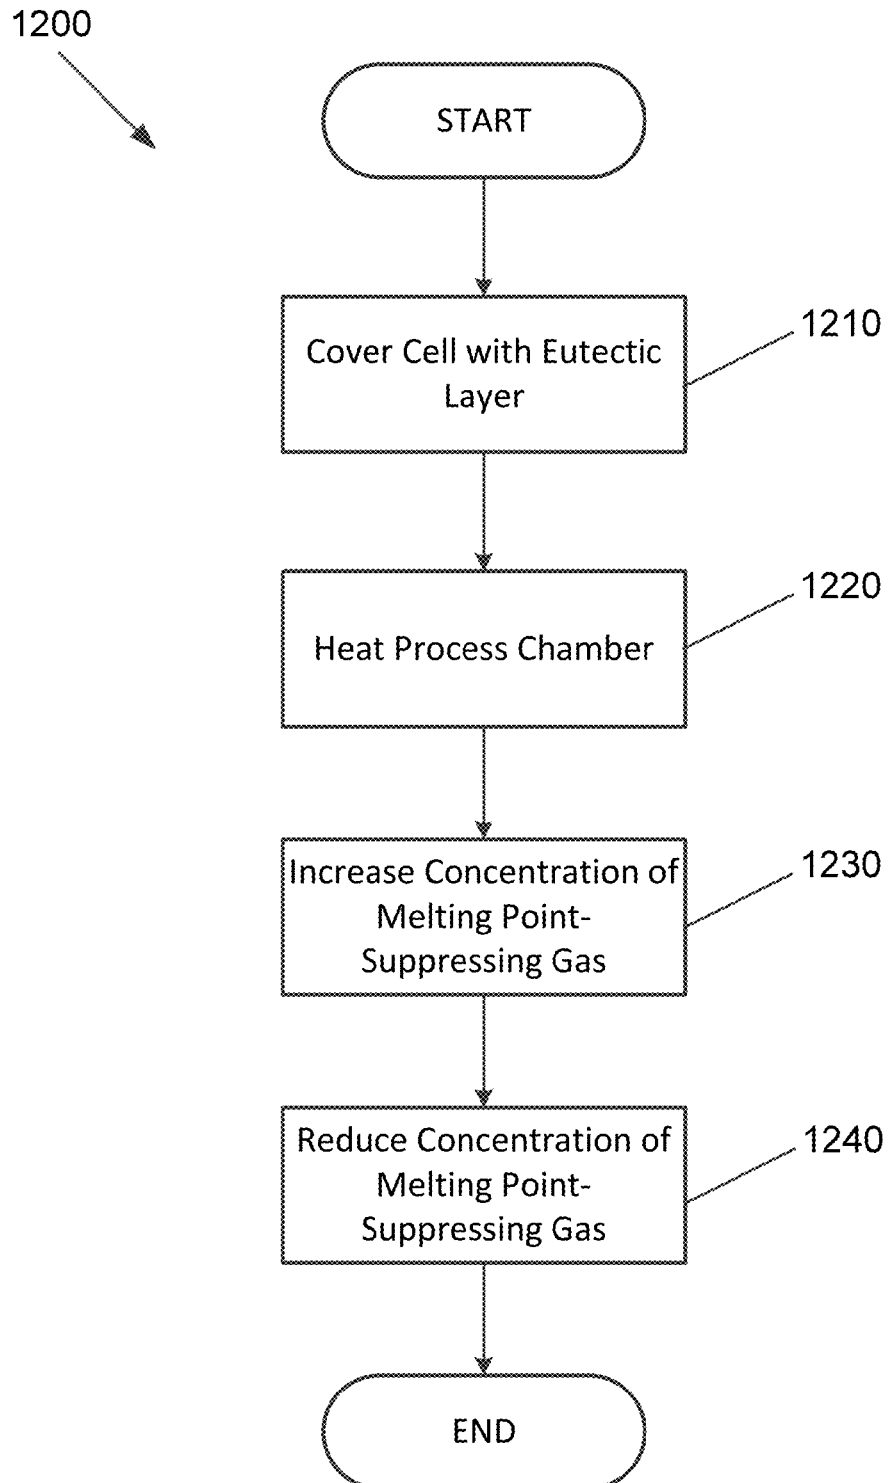 1200
START
Cover Cell with Eutectic
Layer
1210
Heat Process Chamber
1220
Increase Concentration of
Melting Point-
Suppressing Gas
1230
Reduce Concentration of
Melting Point-
Suppressing Gas
1240
END